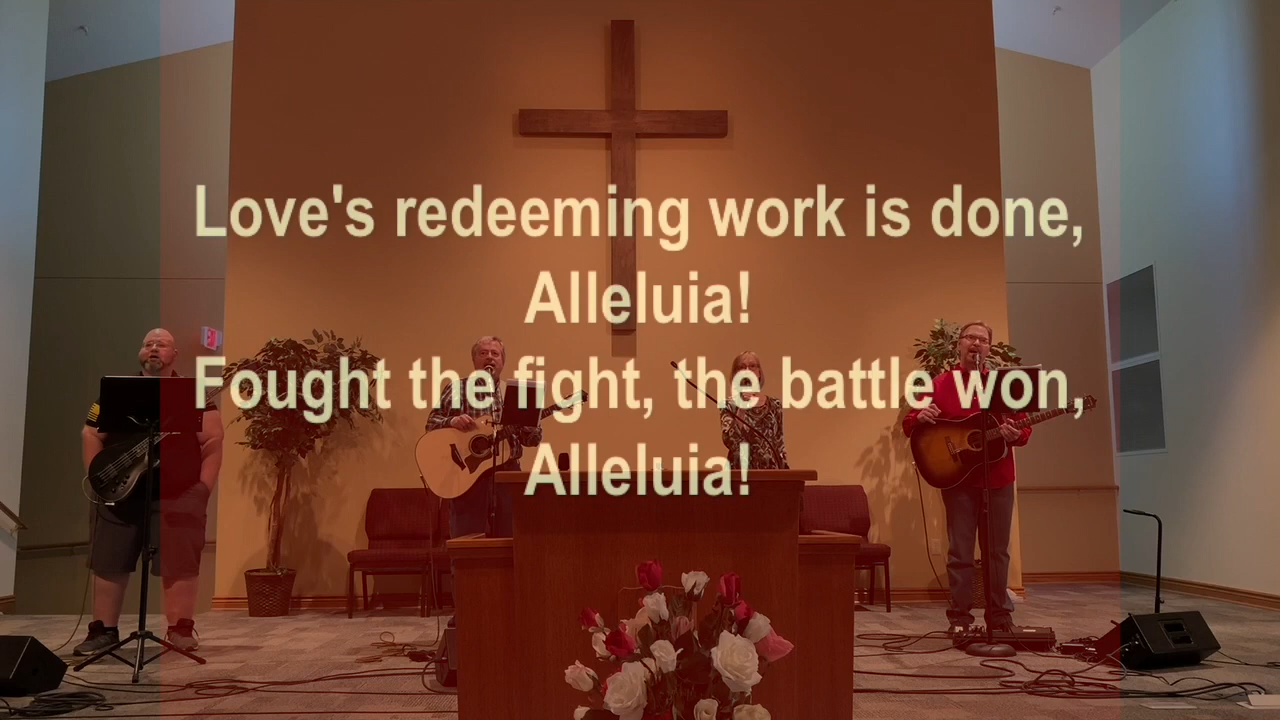 Love's redeeming work is done,
Alleluia!
Fought the fight, the battle won,
Alleluia!